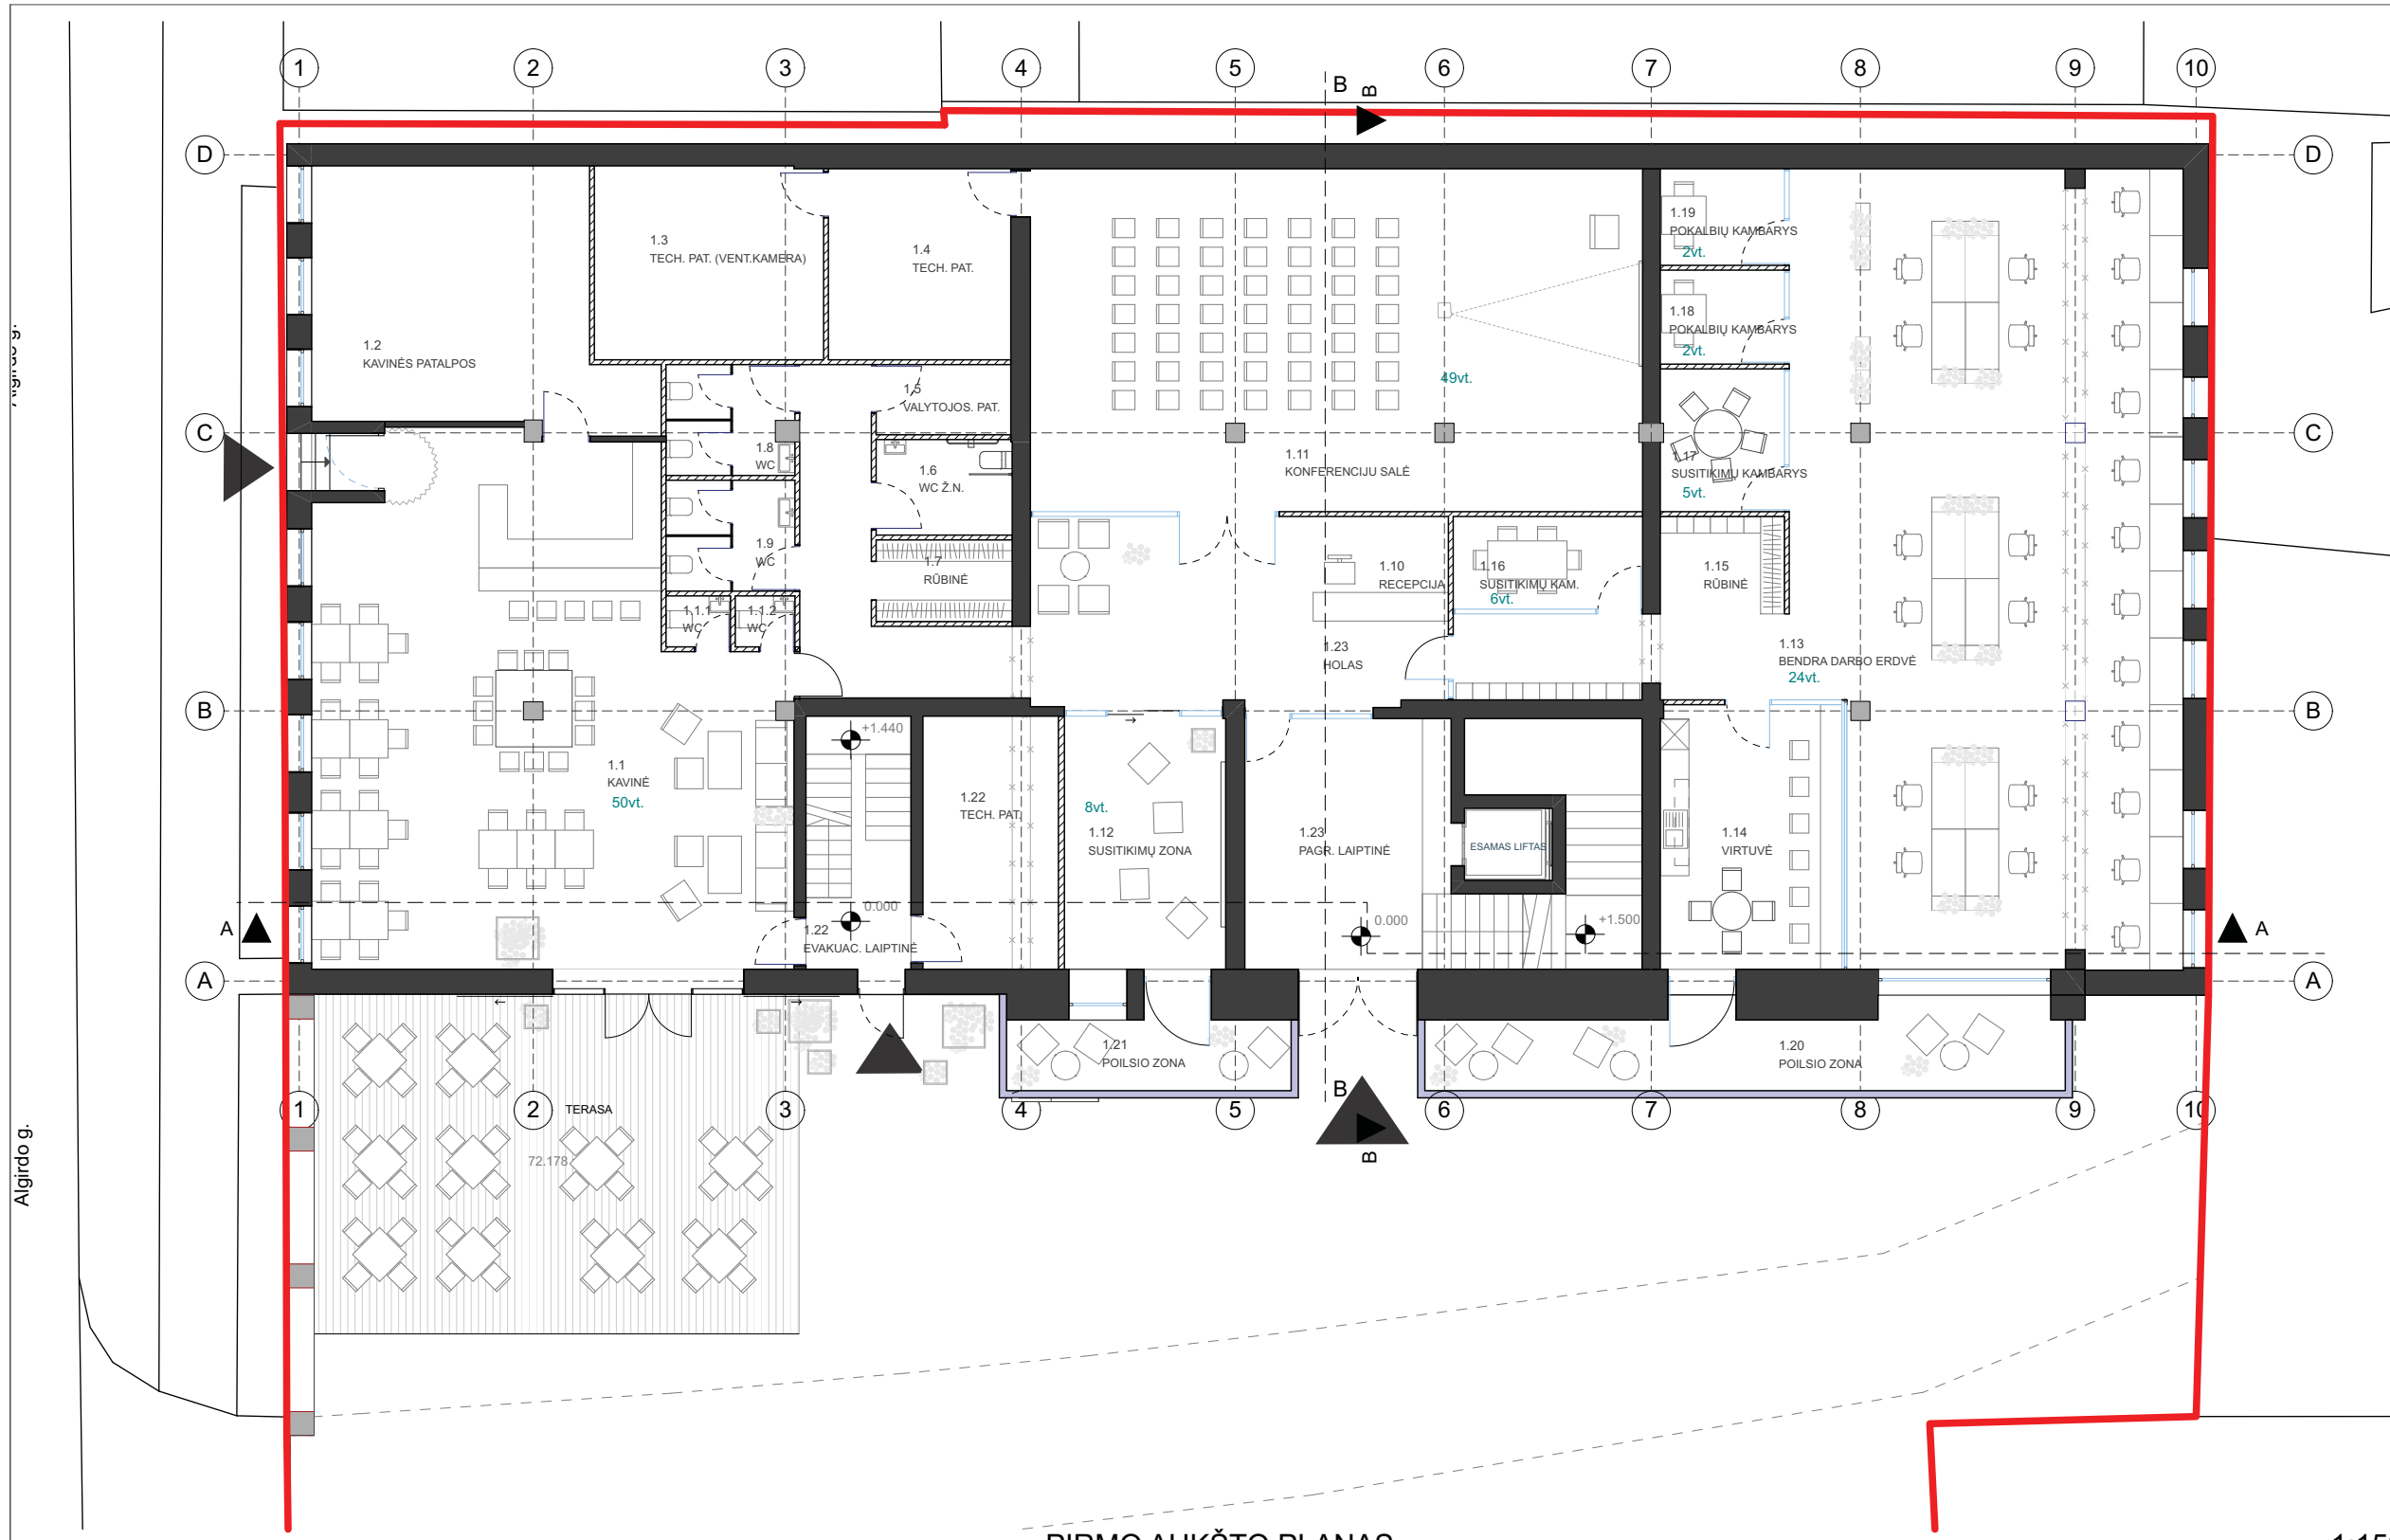 1 2 3 4 5 6 7 8 9 10
B
B
D D
1.3
TECH. PAT. (VENT.KAMERA)
1.4
TECH. PAT.
1.19
POKALBIŲ KAMBARYS
2vt.
1.18
POKALBIŲ KAMBARYS
2vt.
1.2
KAVINĖS PATALPOS
49vt.
1.5
VALYTOJOS. PAT.
C C
1.8
WC
1.6
WC Ž.N.
1.11
KONFERENCIJU SALĖ
1.17
SUSITIKIMŲ KAMBARYS
5vt.
1.9
WC
1.7
RŪBINĖ
1.10
RECEPCIJA
1.16
SUSITIKIMŲ KAM.
6vt.
1.15
RŪBINĖ
1.1.1
WC
1.1.2
WC
1.23
HOLAS
1.13
BENDRA DARBO ERDVĖ
24vt.
B B
+1.440
1.1
KAVINĖ
50vt.
1.22
TECH. PAT.
8vt.
1.12
SUSITIKIMŲ ZONA
1.23
PAGR. LAIPTINĖ
ESAMAS LIFTAS
1.14
VIRTUVĖ
0.000
0.000
+1.500
1.22
EVAKUAC. LAIPTINĖ
A A
A A
1.21
POILSIO ZONA
1.20
POILSIO ZONA
B
B
1 2 3 4 5 6 7 8 9 10
TERASA
72.178
Algirdo g.